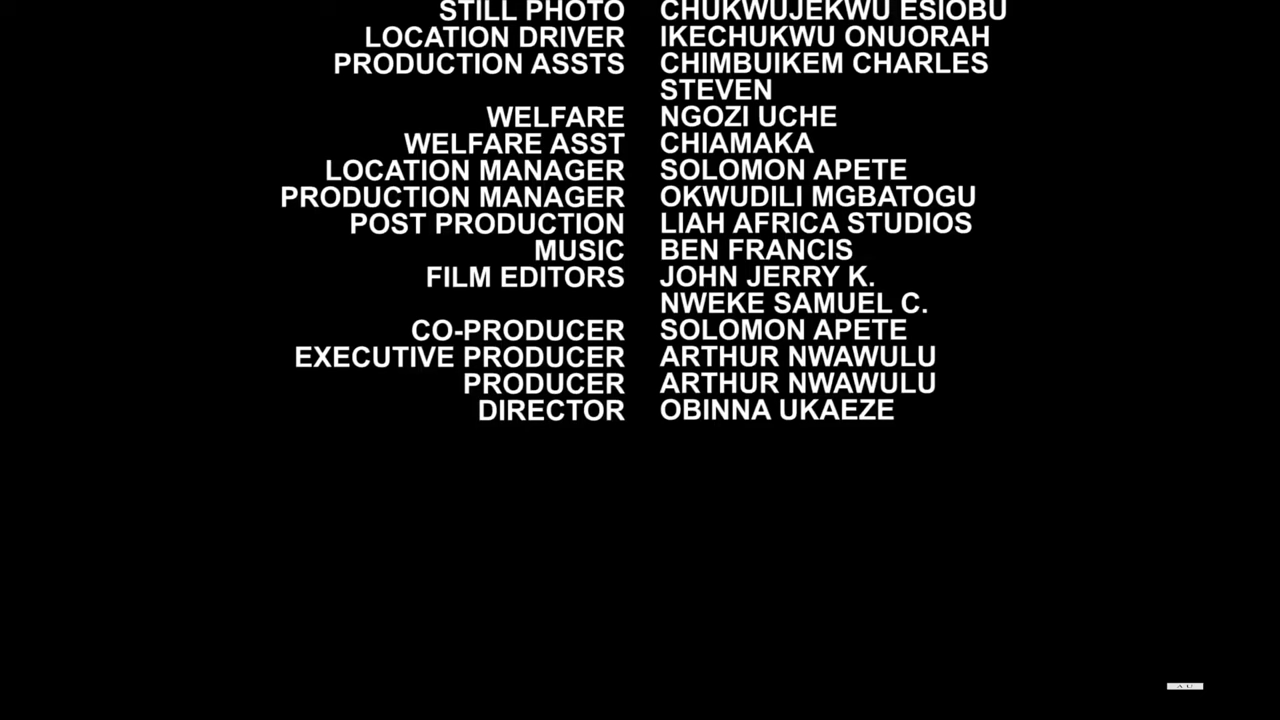 STILL PHOTO CHUKWUJEKWU ESIOBU
LOCATION DRIVER IKECHUKWU ONUORAH
PRODUCTION ASSTS CHIMBUIKEM CHARLES
STEVEN
WELFARE NGOZI UCHE
WELFARE ASST CHIAMAKA
LOCATION MANAGER SOLOMON APETE
PRODUCTION MANAGER OKWUDILI MGBATOGU
POST PRODUCTION LIAH AFRICA STUDIOS
MUSIC BEN FRANCIS
FILM EDITORS JOHN JERRY K.
NWEKE SAMUEL C.
CO-PRODUCER SOLOMON APETE
EXECUTIVE PRODUCER ARTHUR NWAWULU
PRODUCER ARTHUR NWAWULU
DIRECTOR OBINNA UKAEZE